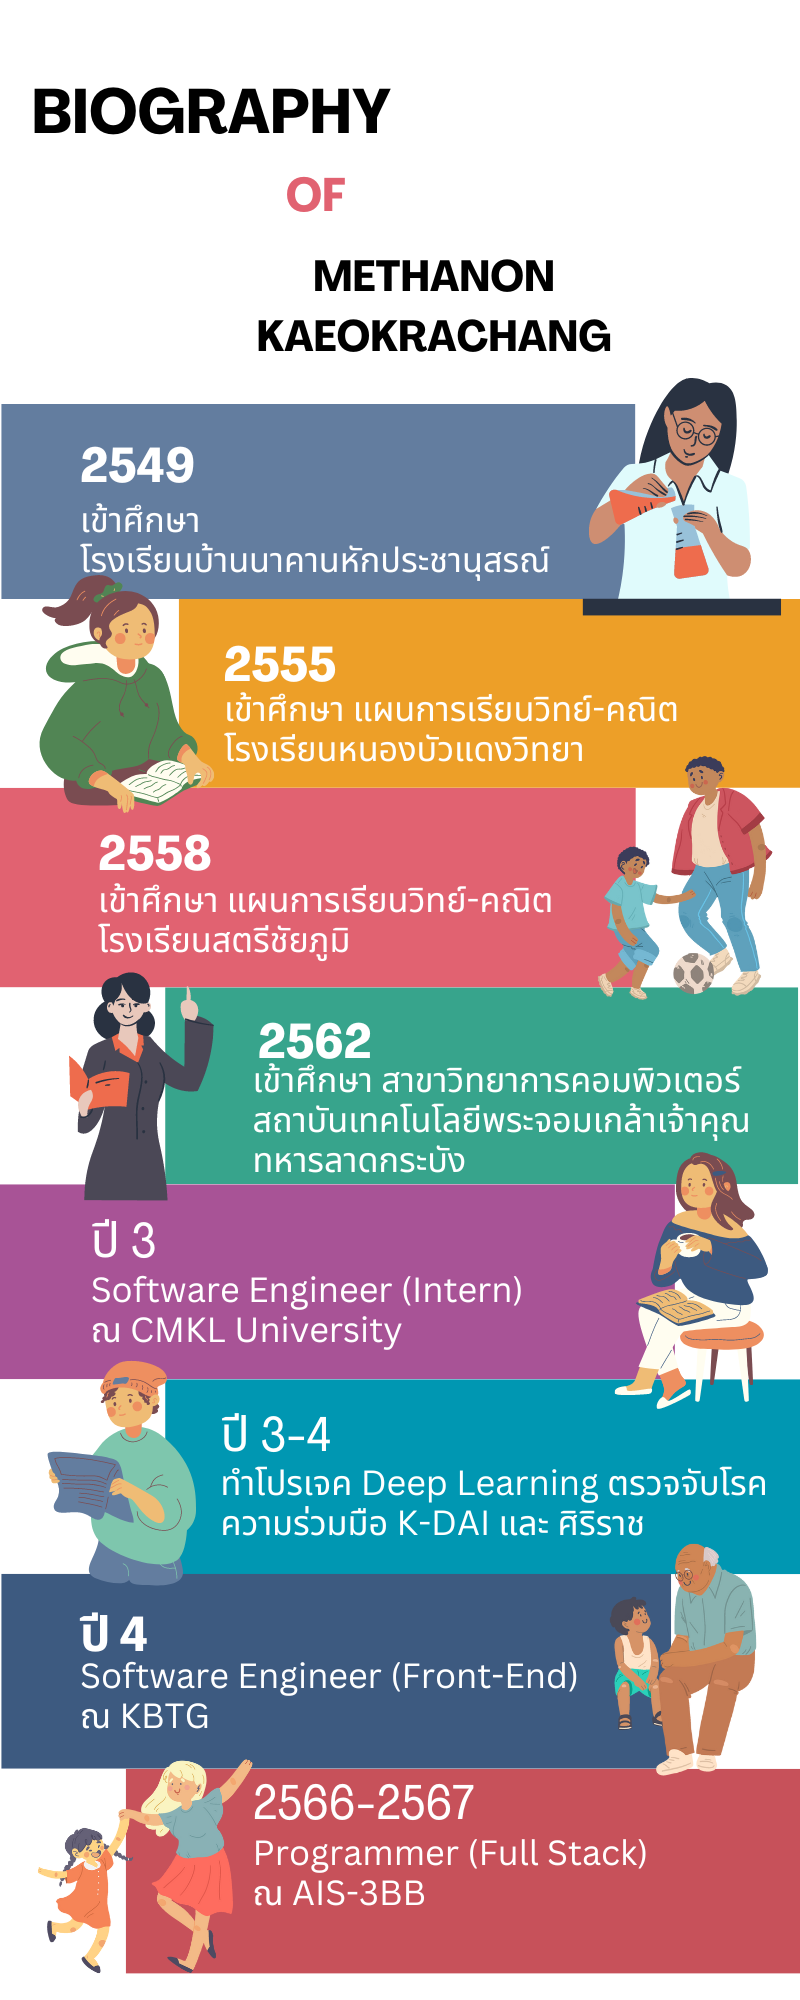 BIOGRAPHY
OF
METHANON
KAEOKRACHANG
2549
เข้าศึกษา
โรงเรียนบ้านนาคานหักประชานุสรณ์
2555
เข้าศึกษา แผนการเรียนวิทย์-คณิต
โรงเรียนหนองบัวแดงวิทยา
2558
เข้าศึกษา แผนการเรียนวิทย์-คณิต
โรงเรียนสตรีชัยภูมิ
2562
เข้าศึกษา สาขาวิทยาการคอมพิวเตอร์
สถาบันเทคโนโลยีพระจอมเกล้าเจ้าคุณ
ทหารลาดกระบัง
ปี 3
Software Engineer (Intern)
ณ CMKL University
ปี 3-4
ทำโปรเจค Deep Learning ตรวจจับโรค
ความร่วมมือ K-DAI และ ศิริราช
ปี 4
Software Engineer (Front-End)
ณ KBTG
2566-2567
Programmer (Full Stack)
ณ AIS-3BB